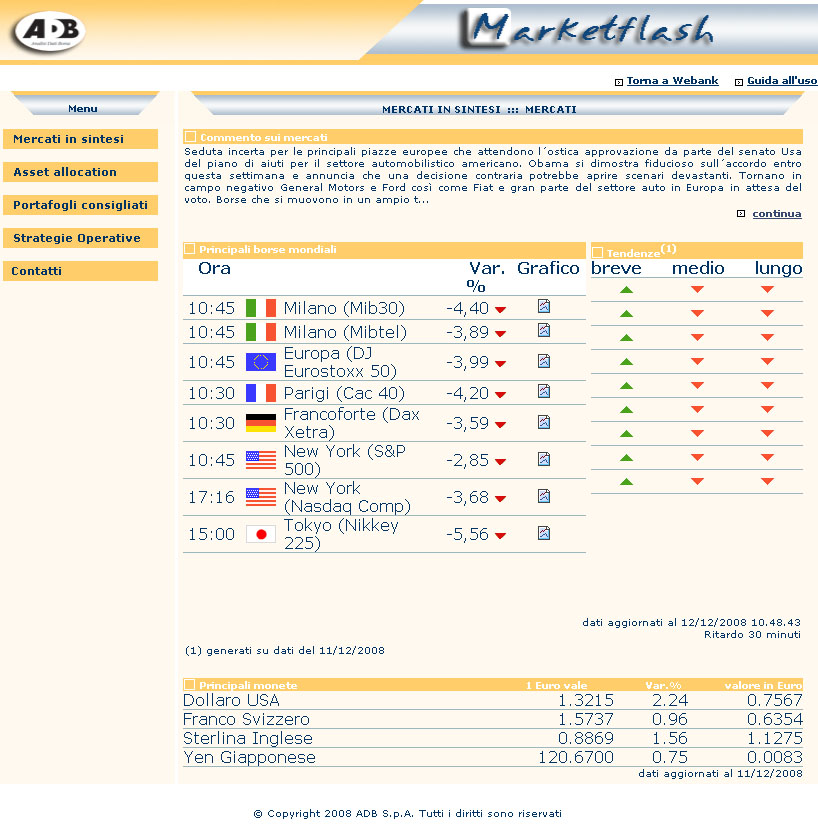 ADB
Analisi Dati Borsa
Marketflash
Torna a Webank
Guida all'uso
Menu
MERCATI IN SINTESI ::: MERCATI
Mercati in sintesi
Asset allocation
Portafogli consigliati
Strategie Operative
Contatti
Commento sui mercati
Seduta incerta per le principali piazze europee che attendono l´ostica approvazione da parte del senato Usa
del piano di aiuti per il settore automobilistico americano. Obama si dimostra fiducioso sull´accordo entro
questa settimana e annuncia che una decisione contraria potrebbe aprire scenari devastanti. Tornano in
campo negativo General Motors e Ford così come Fiat e gran parte del settore auto in Europa in attesa del
voto. Borse che si muovono in un ampio t...
continua
Principali borse mondiali
Ora Var. % Grafico
10:45 Milano (Mib30) -4,40
10:45 Milano (Mibtel) -3,89
10:45 Europa (DJ Eurostoxx 50) -3,99
10:30 Parigi (Cac 40) -4,20
10:30 Francoforte (Dax Xetra) -3,59
10:45 New York (S&P 500) -2,85
17:16 New York (Nasdaq Comp) -3,68
15:00 Tokyo (Nikkey 225) -5,56
Tendenze(1)
breve medio lungo
dati aggiornati al 12/12/2008 10.48.43
Ritardo 30 minuti
(1) generati su dati del 11/12/2008
Principali monete 1 Euro vale Var.% valore in Euro
Dollaro USA 1.3215 2.24 0.7567
Franco Svizzero 1.5737 0.96 0.6354
Sterlina Inglese 0.8869 1.56 1.1275
Yen Giapponese 120.6700 0.75 0.0083
dati aggiornati al 11/12/2008
© Copyright 2008 ADB S.p.A. Tutti i diritti sono riservati